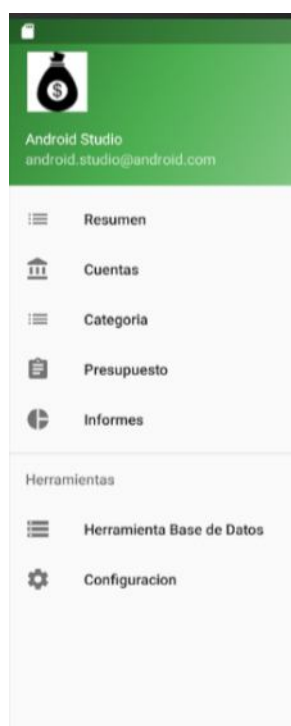 $
Android Studio
android.studio@android.com
Resumen
Cuentas
Categoria
Presupuesto
Informes
Herramientas
Herramienta Base de Datos
Configuracion